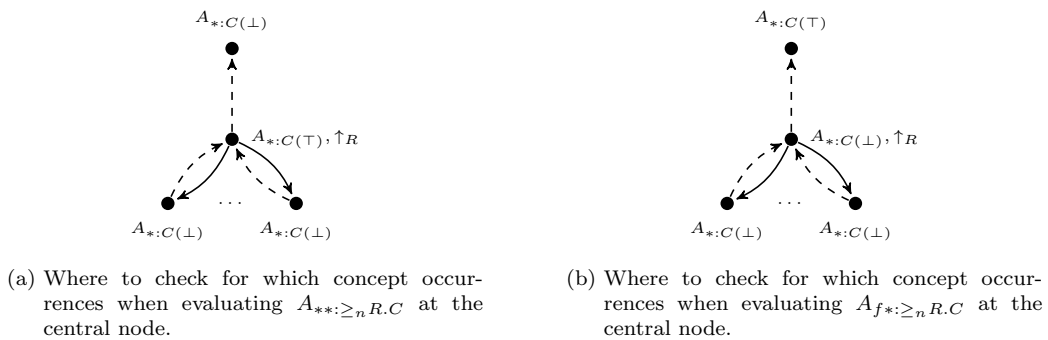 A_{*:C(⊥)} A_{*:C(⊤)}
A_{*:C(⊤)}, ↑_R A_{*:C(⊥)}, ↑_R
· · · · · ·
A_{*:C(⊥)} A_{*:C(⊥)} A_{*:C(⊥)} A_{*:C(⊥)}
(a) Where to check for which concept occur-
rences when evaluating A_{**:≥_n R.C} at the
central node.
(b) Where to check for which concept occur-
rences when evaluating A_{f*:≥_n R.C} at the
central node.